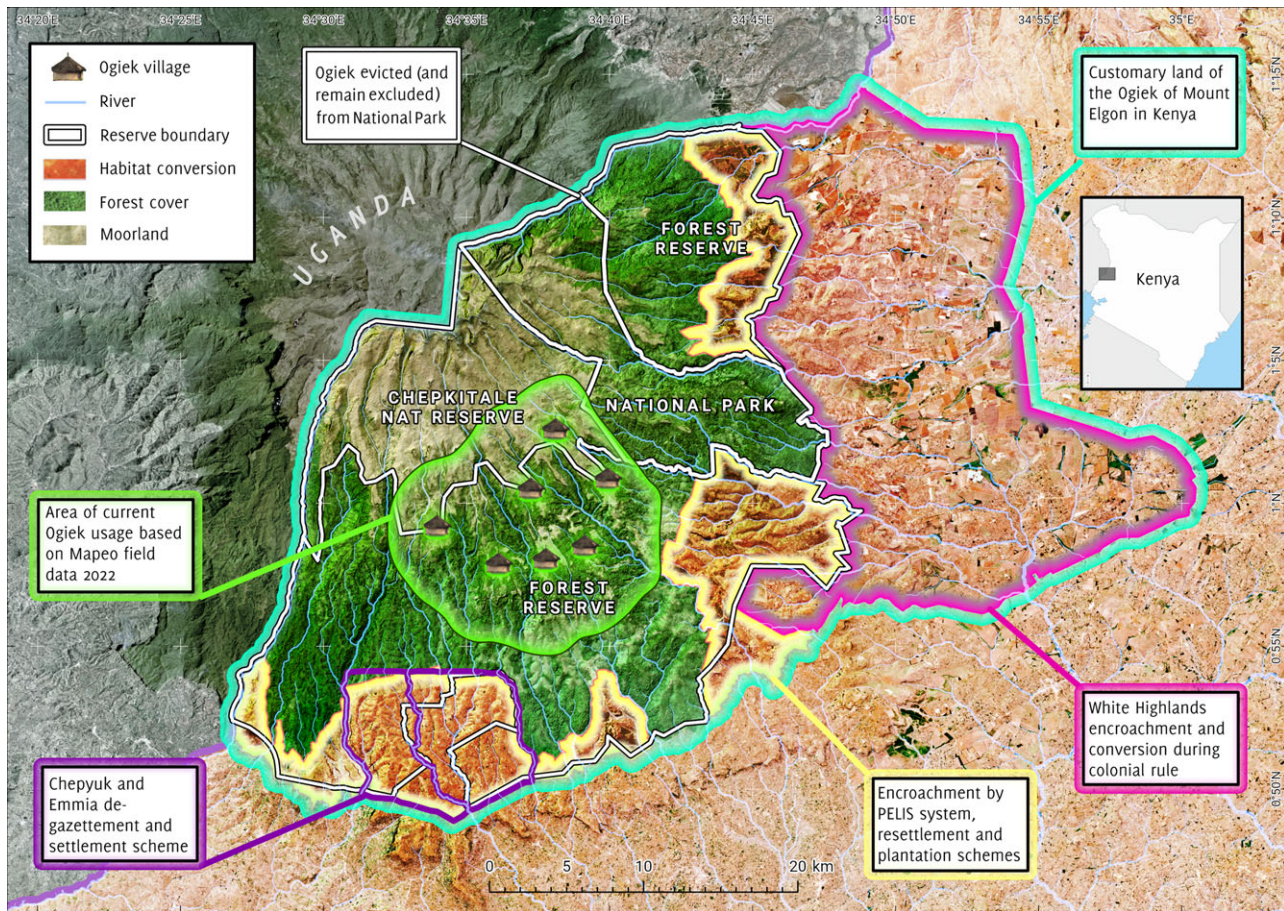 34°20'E
34°25'E
34°30'E
34°35'E
34°40'E
34°45'E
34°50'E
34°55'E
35°E
Ogiek village
River
Reserve boundary
Habitat conversion
Forest cover
Moorland
Ogiek evicted (and
remain excluded)
from National Park
Customary land of
the Ogiek of Mount
Elgon in Kenya
1°15'N
1°10'N
1°15'N
1°N
0°55'N
0°50'N
Kenya
UGANDA
FOREST
RESERVE
CHEPKITALE
NAT RESERVE
NATIONAL PARK
Area of current
Ogiek usage based
on Mapeo field
data 2022
FOREST
RESERVE
Chepyuk and
Emmia de-
gazettement and
settlement scheme
White Highlands
encroachment and
conversion during
colonial rule
Encroachment by
PELIS system,
resettlement and
plantation schemes
0
5
10
20 km